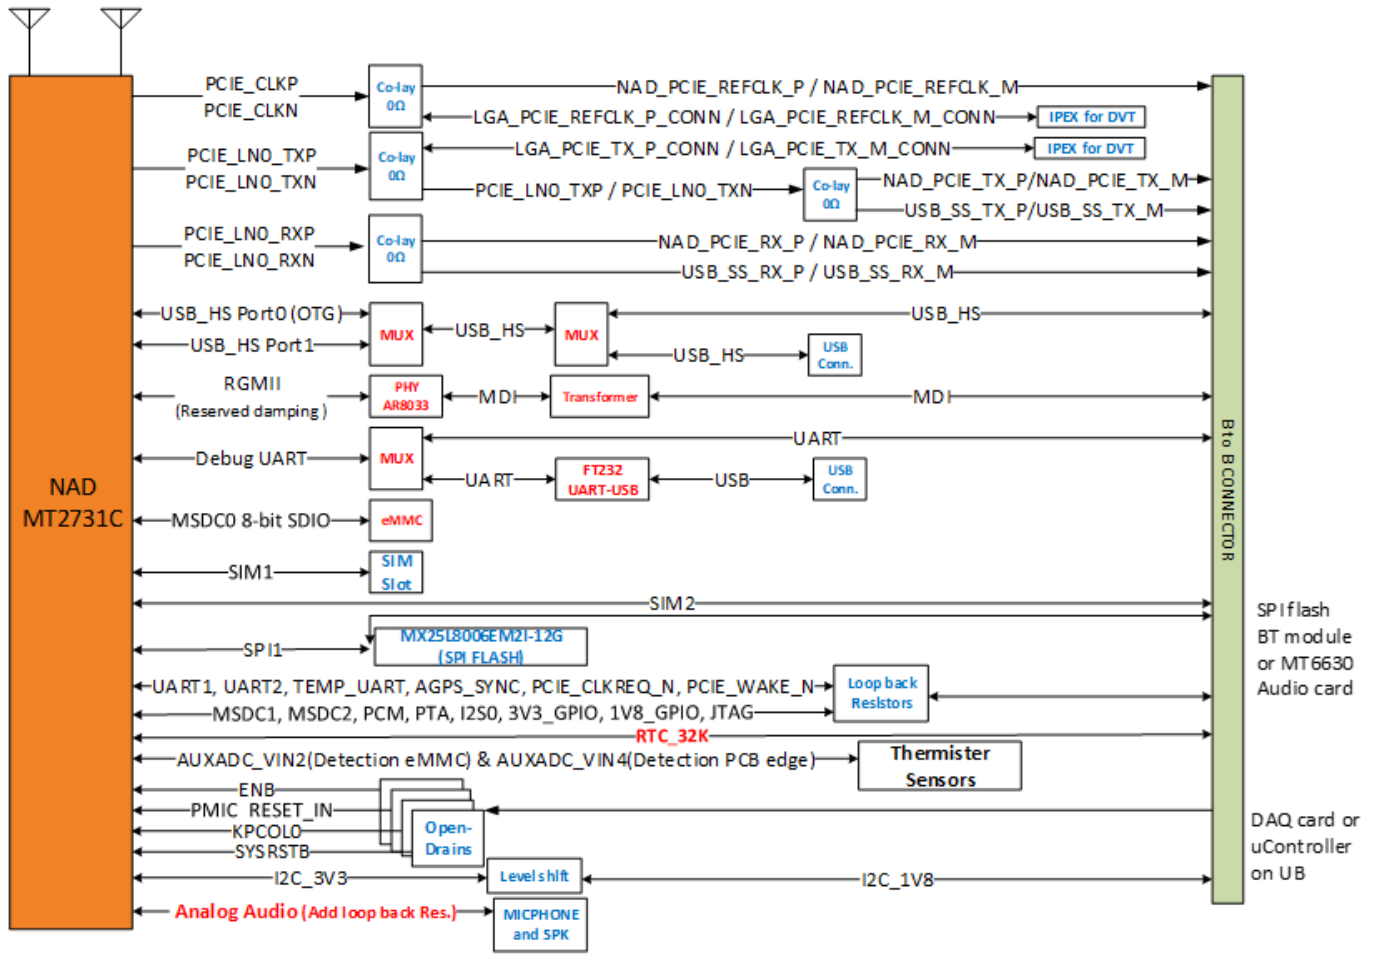 PCIE_CLKP
PCIE_CLKN
Co-lay
0Ω
NAD_PCIE_REFCLK_P / NAD_PCIE_REFCLK_M
LGA_PCIE_REFCLK_P_CONN / LGA_PCIE_REFCLK_M_CONN
IPEX for DVT
PCIE_LN0_TXP
PCIE_LN0_TXN
Co-lay
0Ω
LGA_PCIE_TX_P_CONN / LGA_PCIE_TX_M_CONN
IPEX for DVT
PCIE_LN0_TXP / PCIE_LN0_TXN
Co-lay
0Ω
NAD_PCIE_TX_P/NAD_PCIE_TX_M
USB_SS_TX_P/USB_SS_TX_M
PCIE_LN0_RXP
PCIE_LN0_RXN
Co-lay
0Ω
NAD_PCIE_RX_P / NAD_PCIE_RX_M
USB_SS_RX_P / USB_SS_RX_M
USB_HS Port0 (OTG)
USB_HS Port1
MUX
USB_HS
MUX
USB_HS
USB_HS
USB
Conn.
RGMII
(Reserved damping)
PHY
AR8033
MDI
Transformer
MDI
Debug UART
MUX
UART
UART
FT232
UART-USB
USB
USB
Conn.
NAD
MT2731C
B to B CONNECTOR
MSDC0 8-bit SDIO
eMMC
SIM1
SIM
Slot
SIM2
SPI1
MX25L8006EM2I-12G
(SPI FLASH)
SPI flash
BT module
or MT6630
Audio card
UART1, UART2, TEMP_UART, AGPS_SYNC, PCIE_CLKREQ_N, PCIE_WAKE_N
MSDC1, MSDC2, PCM, PTA, I2S0, 3V3_GPIO, 1V8_GPIO, JTAG
Loop back
Resistors
RTC_32K
AUXADC_VIN2(Detection eMMC) & AUXADC_VIN4(Detection PCB edge)
Thermister
Sensors
ENB
PMIC_RESET_IN
KPCOL0
SYSRSTB
Open-
Drains
DAQ card or
uController
on UB
I2C_3V3
Level shift
I2C_1V8
Analog Audio (Add loop back Res.)
MICPHONE
and SPK